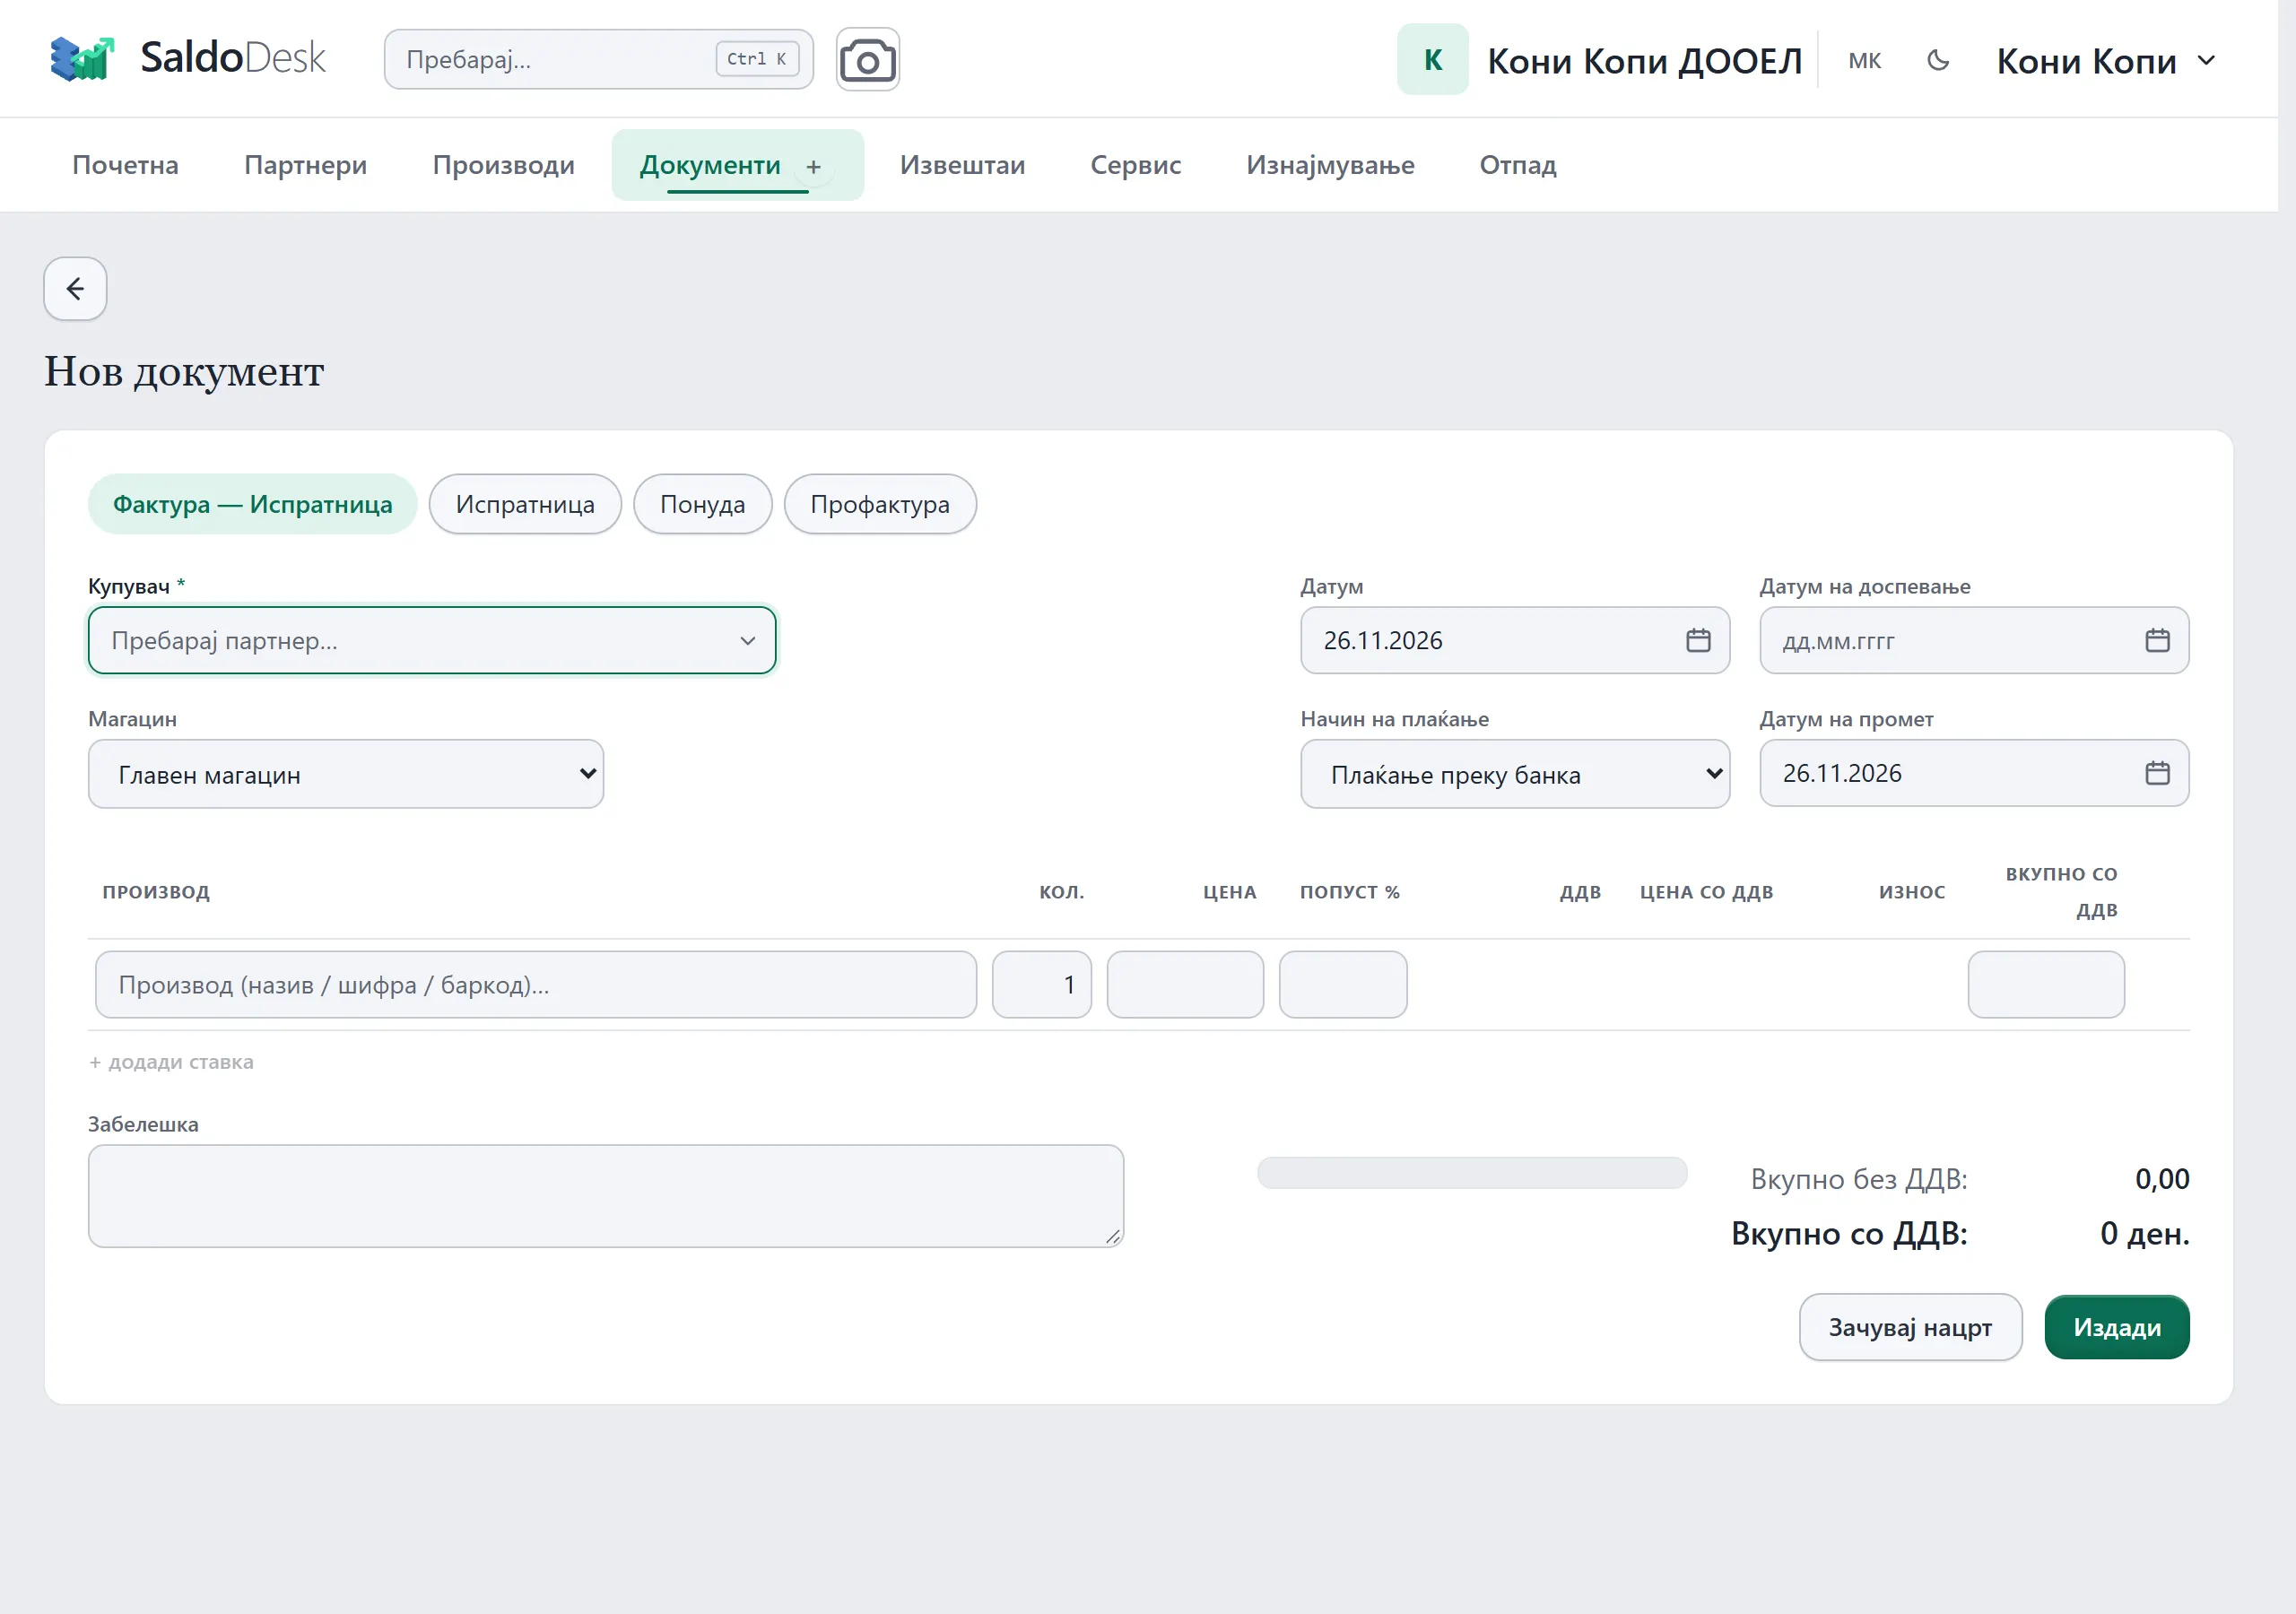 SaldoDesk
Пребарај...
Ctrl K
К
Кони Копи ДООЕЛ
МК
Кони Копи
Почетна
Партнери
Производи
Документи +
Извештаи
Сервис
Изнајмување
Отпад
Нов документ
Фактура — Испратница
Испратница
Понуда
Профактура
Купувач *
Датум
Датум на доспевање
Пребарај партнер...
26.11.2026
дд.мм.гггг
Магацин
Начин на плаќање
Датум на промет
Главен магацин
Плаќање преку банка
26.11.2026
ПРОИЗВОД
КОЛ.
ЦЕНА
ПОПУСТ %
ДДВ
ЦЕНА СО ДДВ
ИЗНОС
ВКУПНО СО
ДДВ
Производ (назив / шифра / баркод)...
1
+ додади ставка
Забелешка
Вкупно без ДДВ: 0,00
Вкупно со ДДВ: 0 ден.
Зачувај нацрт
Издади